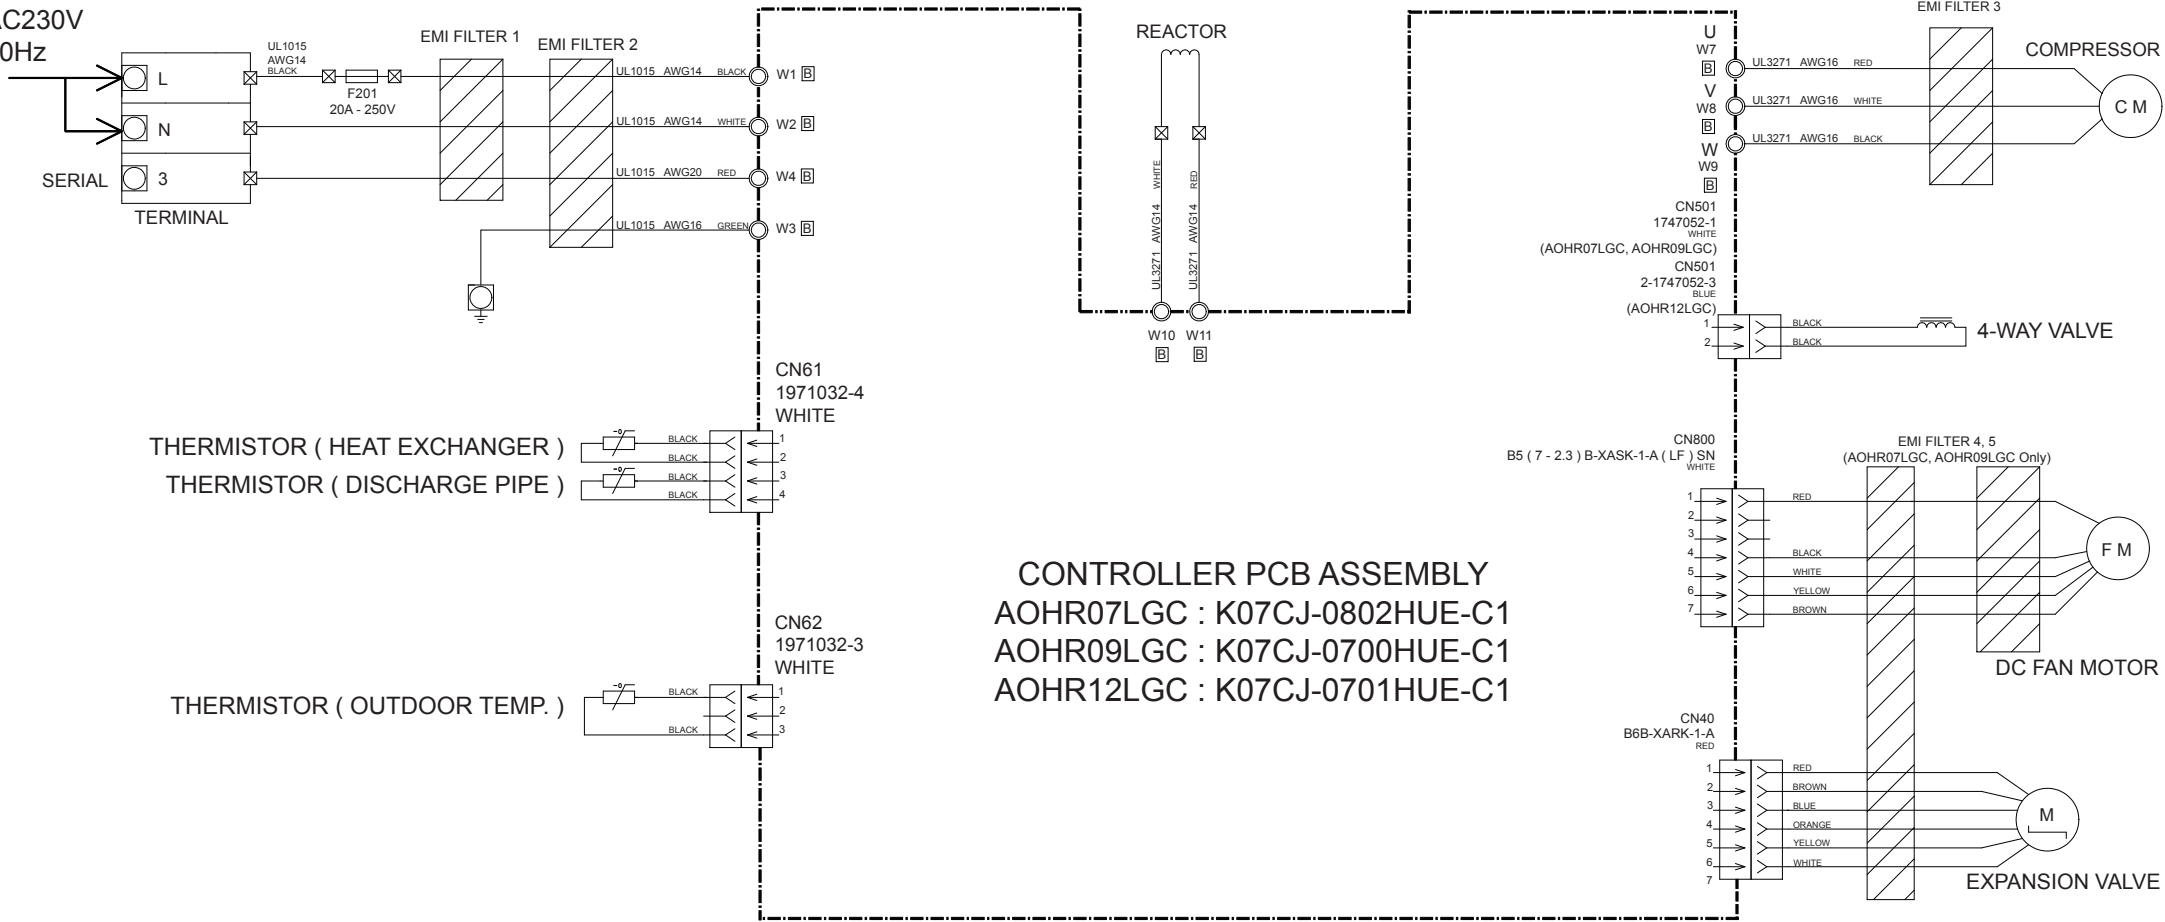 AC230V
0Hz
L
N
SERIAL
3
TERMINAL
UL1015
AWG14
BLACK
F201
20A - 250V
EMI FILTER 1
EMI FILTER 2
UL1015 AWG14 BLACK W1 B
UL1015 AWG14 WHITE W2 B
UL1015 AWG20 RED W4 B
UL1015 AWG16 GREEN W3 B
REACTOR
UL3271 AWG14 WHITE
UL3271 AWG14 RED
W10 W11
B B
EMI FILTER 3
COMPRESSOR
U
W7
B
UL3271 AWG16 RED
V
W8
B
UL3271 AWG16 WHITE
W
W9
B
UL3271 AWG16 BLACK
C M
CN501
1747052-1
WHITE
(AOHR07LGC, AOHR09LGC)
CN501
2-1747052-3
BLUE
(AOHR12LGC)
1 BLACK
2 BLACK
4-WAY VALVE
CN61
1971032-4
WHITE
THERMISTOR ( HEAT EXCHANGER )
THERMISTOR ( DISCHARGE PIPE )
BLACK 1
BLACK 2
BLACK 3
BLACK 4
CN62
1971032-3
WHITE
THERMISTOR ( OUTDOOR TEMP. )
BLACK 1
2
BLACK 3
CONTROLLER PCB ASSEMBLY
AOHR07LGC : K07CJ-0802HUE-C1
AOHR09LGC : K07CJ-0700HUE-C1
AOHR12LGC : K07CJ-0701HUE-C1
CN800
B5 ( 7 - 2.3 ) B-XASK-1-A ( LF ) SN
WHITE
EMI FILTER 4, 5
(AOHR07LGC, AOHR09LGC Only)
1 RED
2
3
4 BLACK
5 WHITE
6 YELLOW
7 BROWN
F M
DC FAN MOTOR
CN40
B6B-XARK-1-A
RED
1 RED
2 BROWN
3 BLUE
4 ORANGE
5 YELLOW
6 WHITE
7
M
EXPANSION VALVE